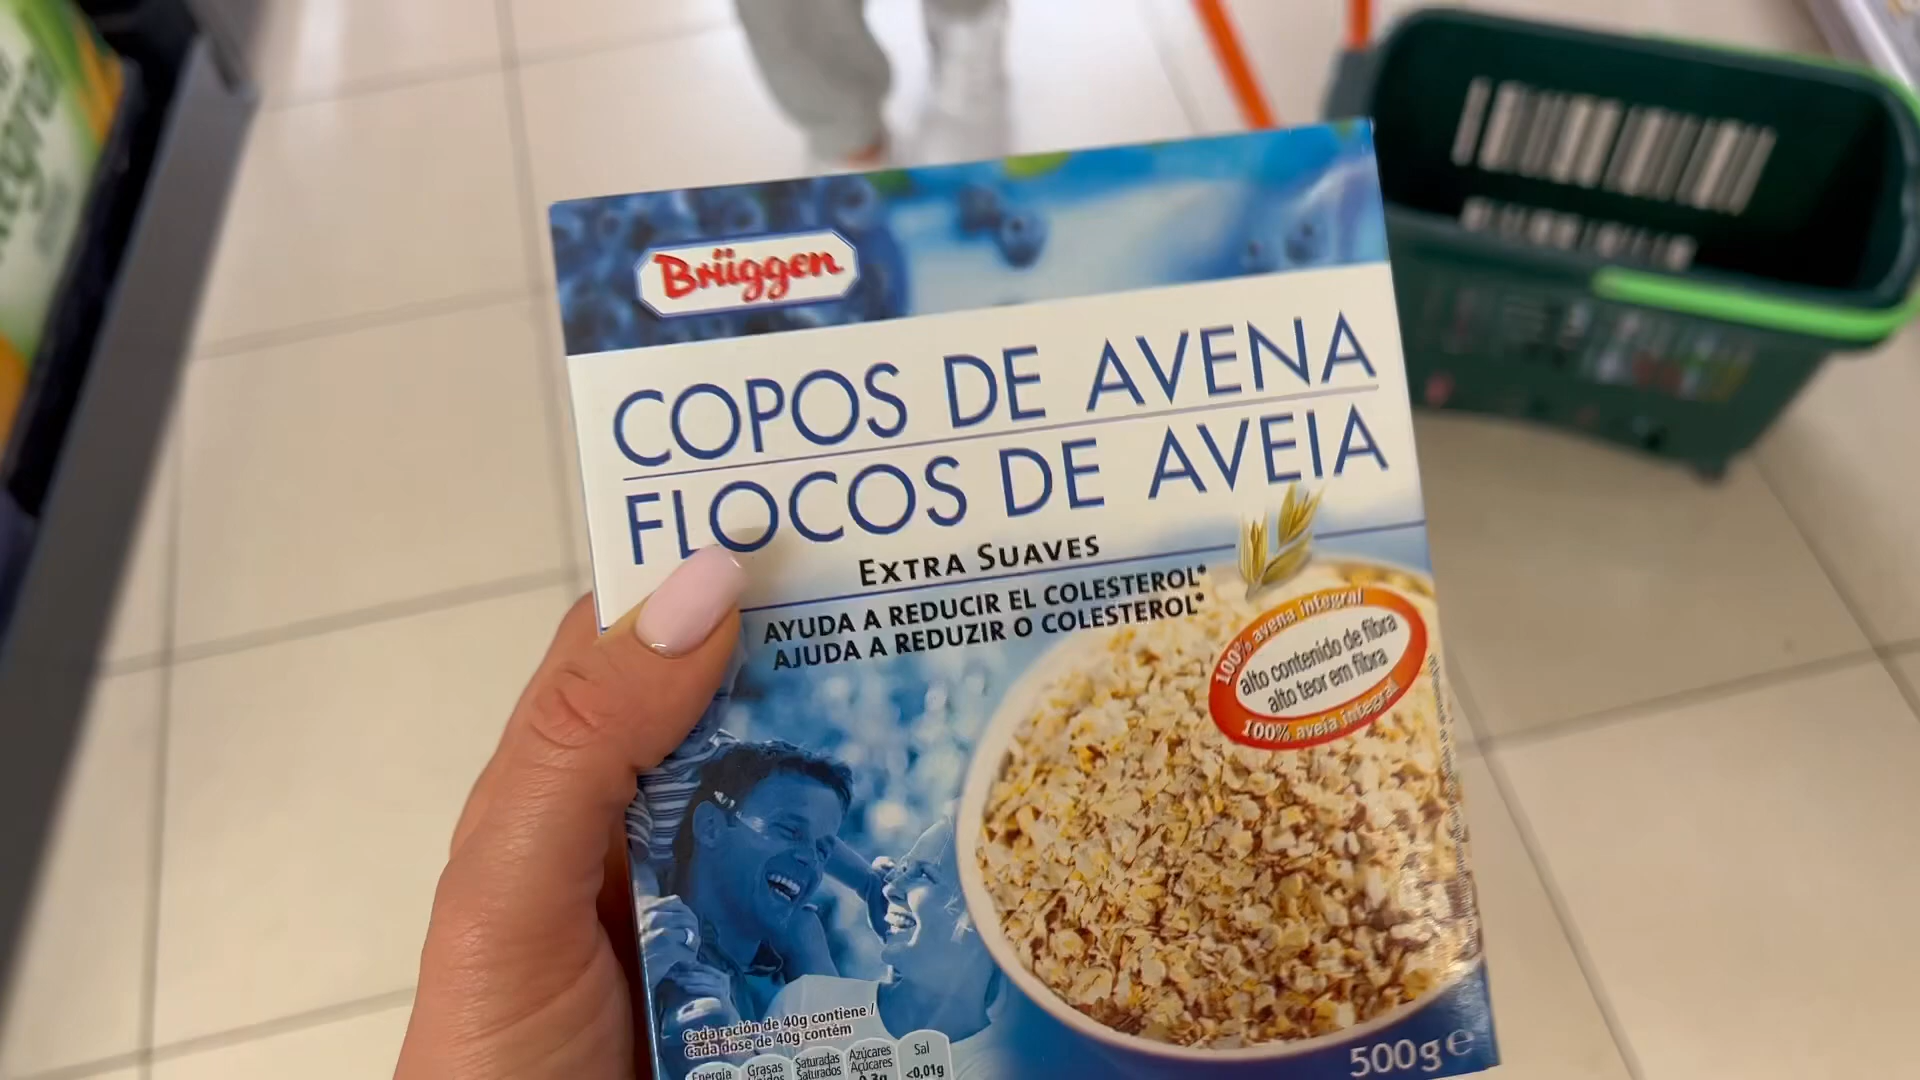 Brüggen
COPOS DE AVENA
FLOCOS DE AVEIA
EXTRA SUAVES
AYUDA A REDUCIR EL COLESTEROL*
AJUDA A REDUZIR O COLESTEROL*
100% avena integral
alto contenido de fibra
alto teor em fibra
100% aveia integral
Cada ración de 40g contiene /
Cada dose de 40g contém
Energía Grasas Saturadas Azúcares Sal
Saturados Açúcares
<0,01g
500g e